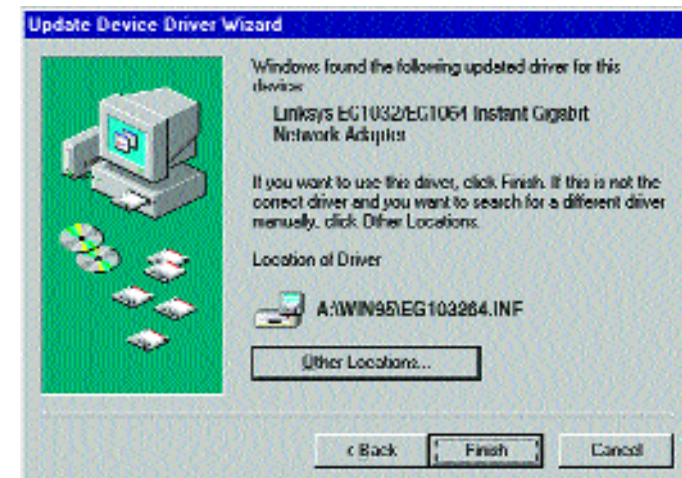 Update Device Driver Wizard
Windows found the following updated driver for this
device:
Linksys EG1032/EG1064 Instant Gigabit
Network Adapter
If you want to use this driver, click Finish. If this is not the
correct driver and you want to search for a different driver
manually, click Other Locations.
Location of Driver
A:\WIN95\EG103264.INF
Other Locations...
< Back
Finish
Cancel